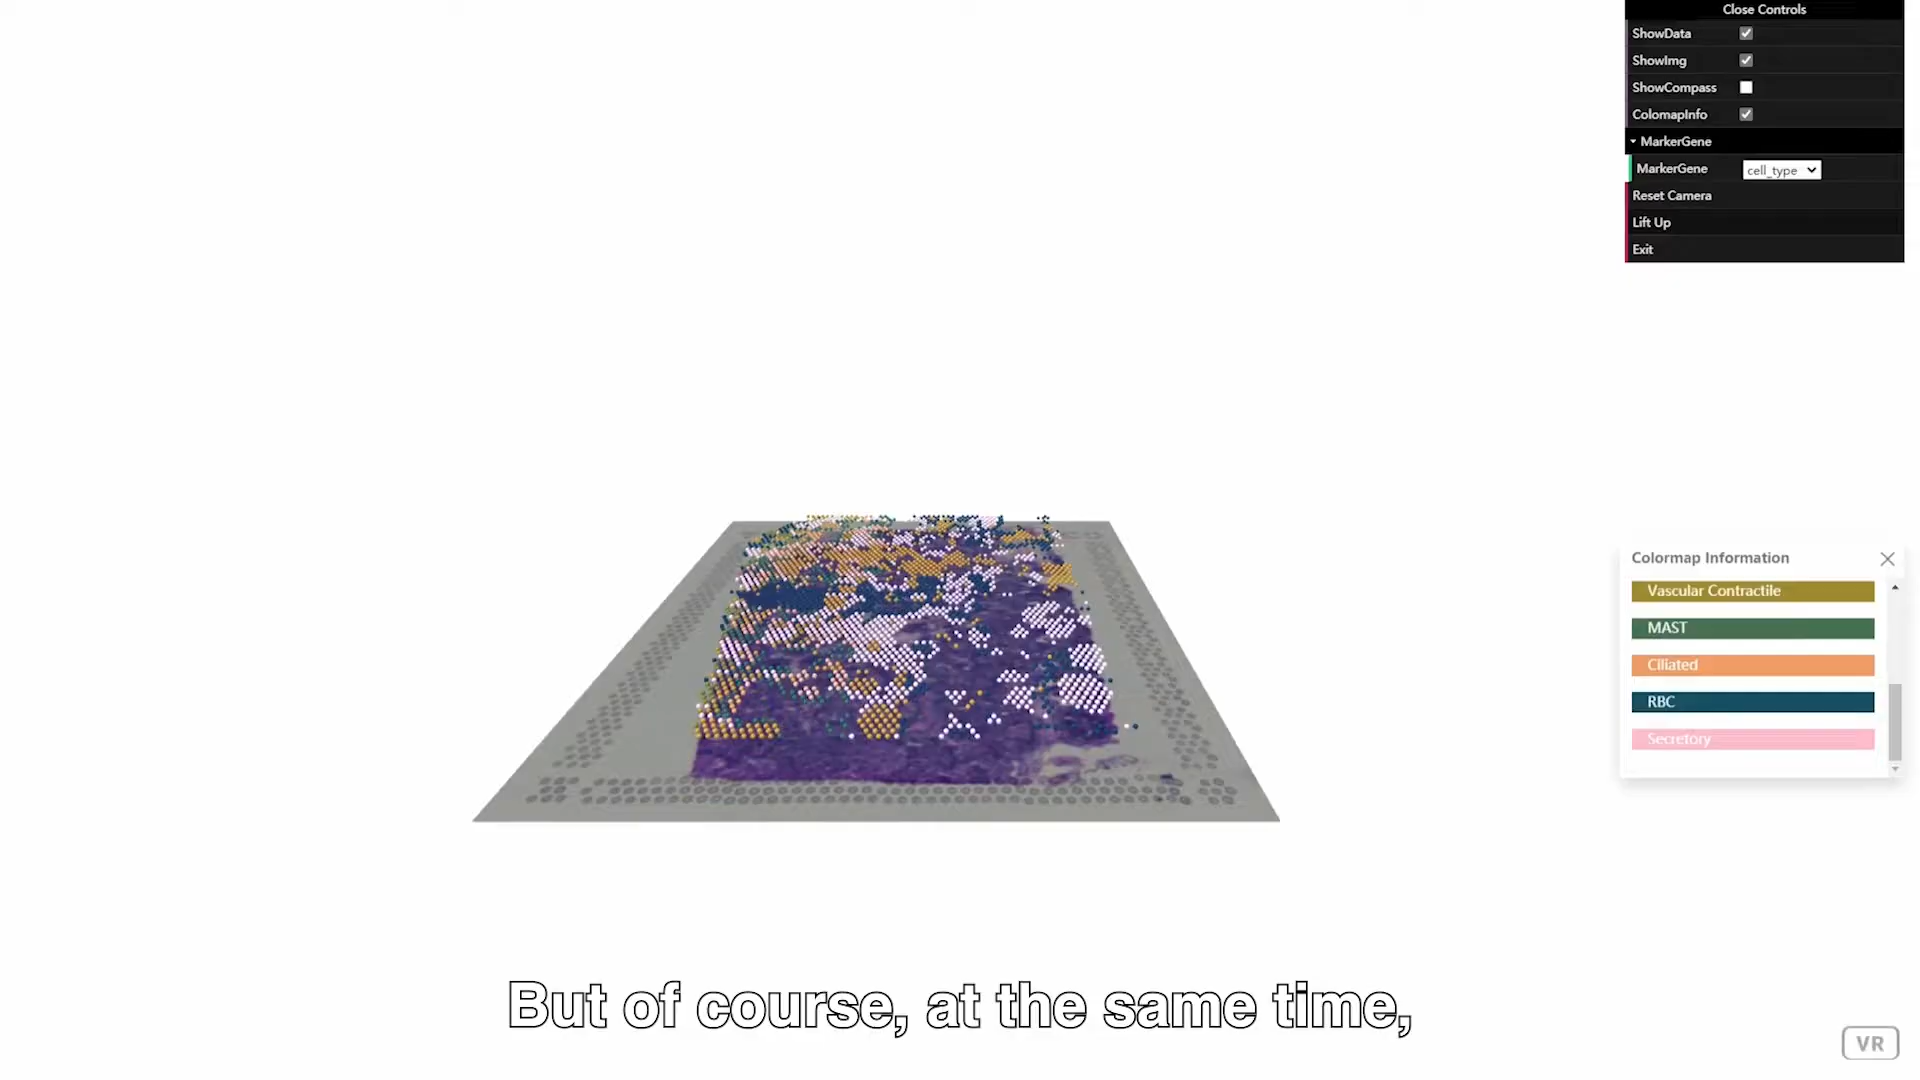 Close Controls
ShowData
ShowImg
ShowCompass
ColomapInfo
MarkerGene
MarkerGene cell_type
Reset Camera
Lift Up
Exit
Colormap Information
Vascular Contractile
MAST
Ciliated
RBC
Secretory
But of course, at the same time,
VR